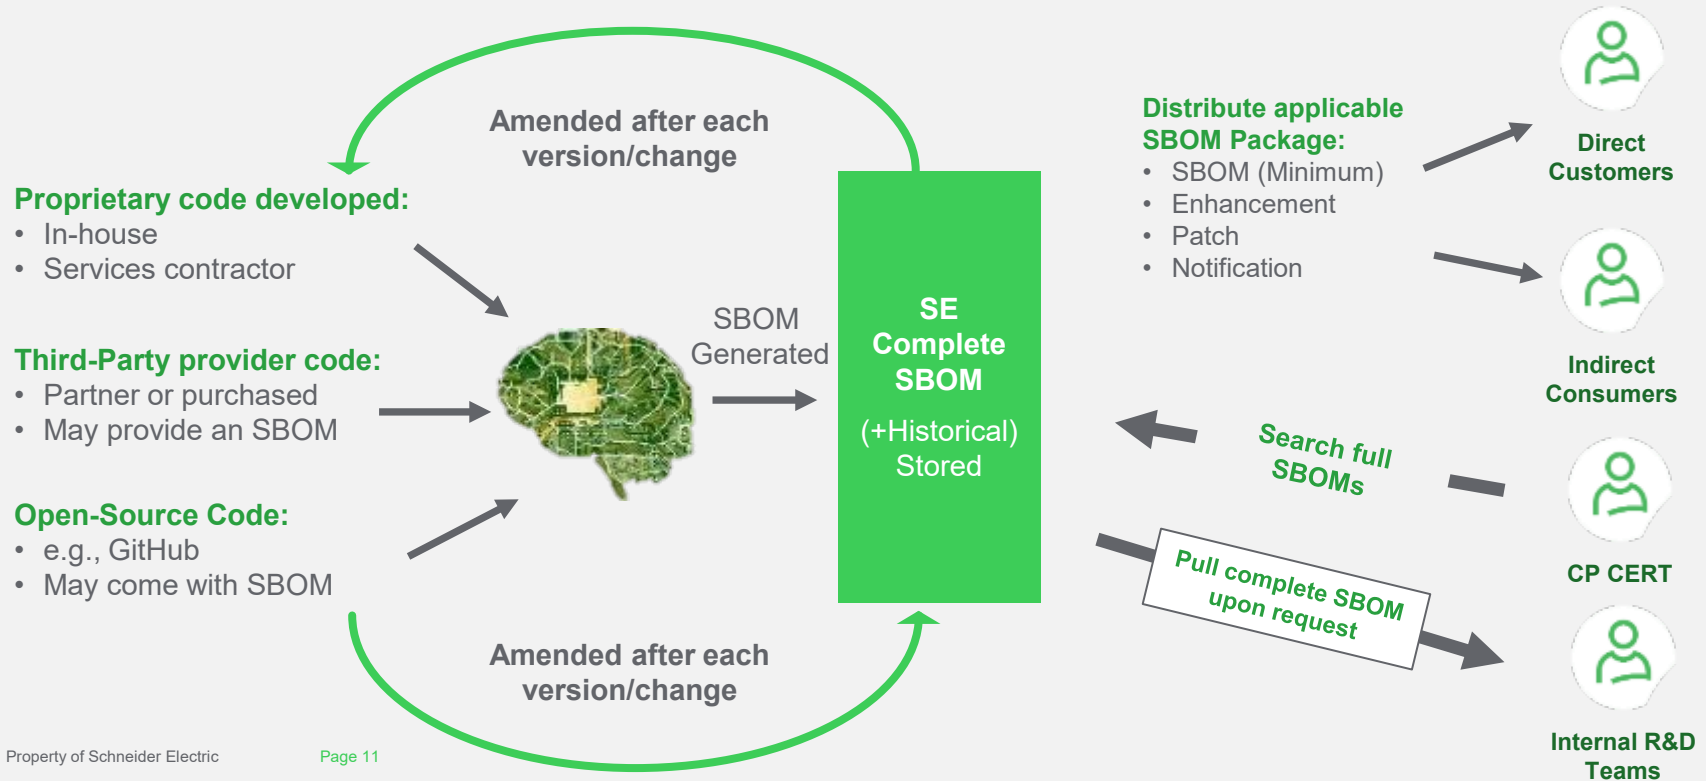 Amended after each
version/change
Proprietary code developed:
• In-house
• Services contractor
Third-Party provider code:
• Partner or purchased
• May provide an SBOM
Open-Source Code:
• e.g., GitHub
• May come with SBOM
SBOM
Generated
SE
Complete
SBOM
(+Historical)
Stored
Amended after each
version/change
Distribute applicable
SBOM Package:
• SBOM (Minimum)
• Enhancement
• Patch
• Notification
Direct
Customers
Indirect
Consumers
Search full
SBOMs
CP CERT
Pull complete SBOM
upon request
Internal R&D
Teams
Property of Schneider Electric
Page 11